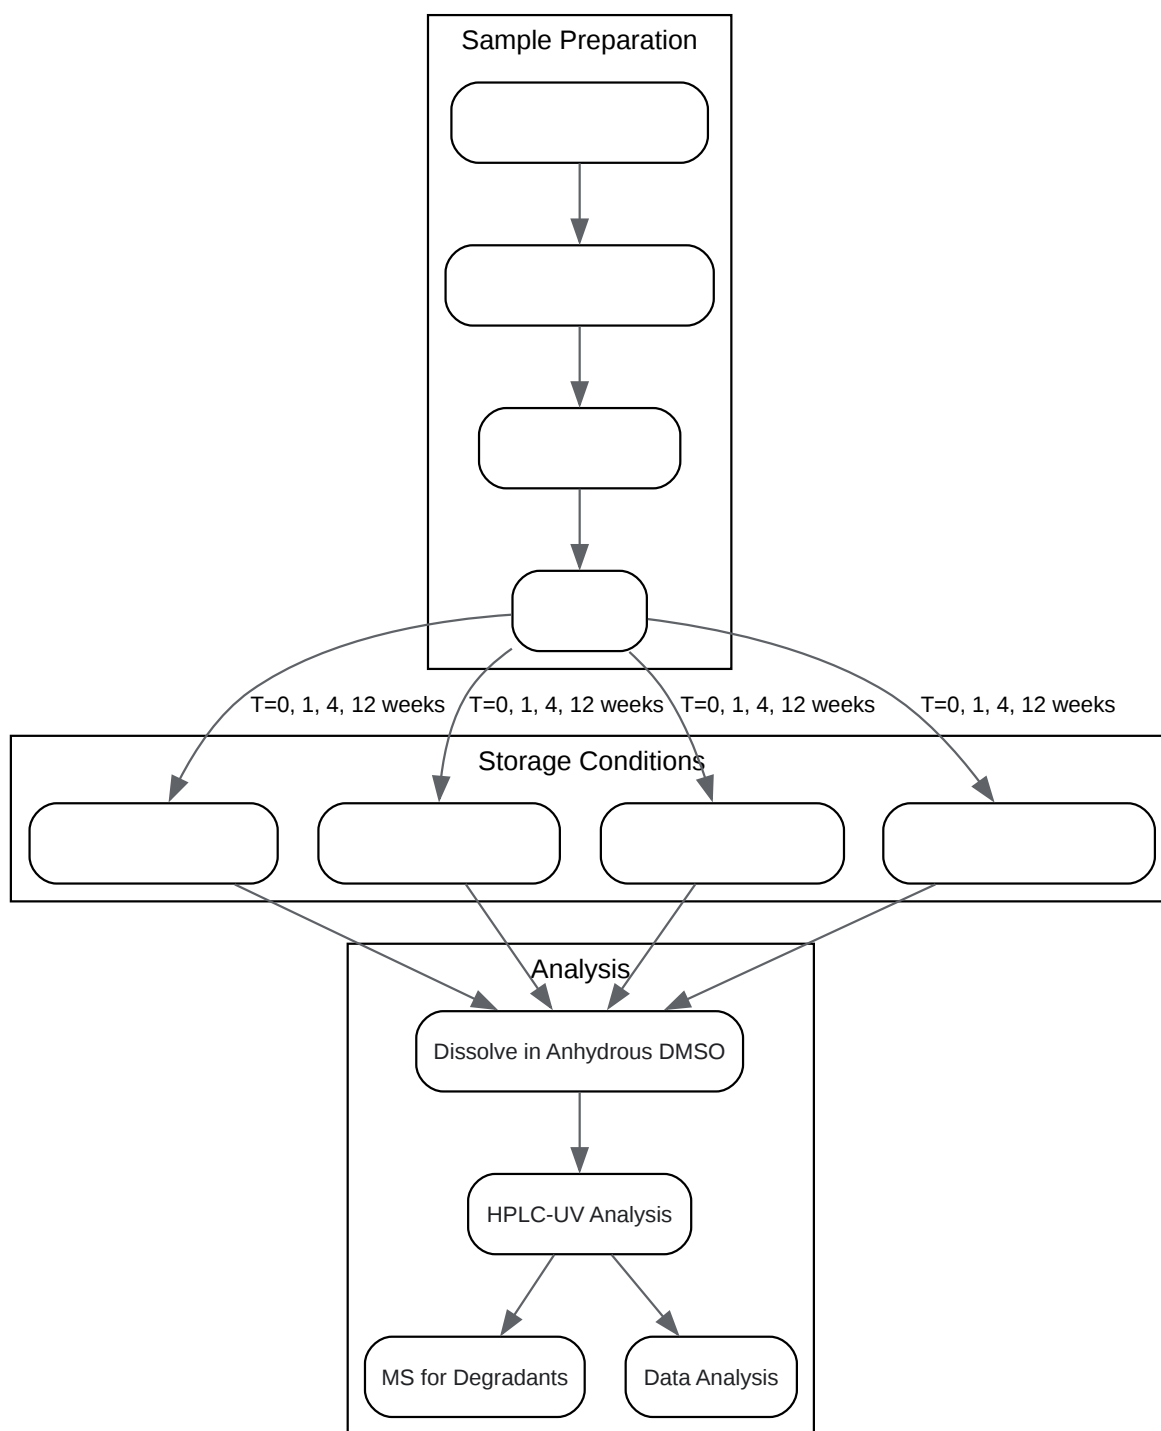 Sample Preparation
T=0, 1, 4, 12 weeks
T=0, 1, 4, 12 weeks
T=0, 1, 4, 12 weeks
T=0, 1, 4, 12 weeks
Storage Conditions
Analysis
Dissolve in Anhydrous DMSO
HPLC-UV Analysis
MS for Degradants
Data Analysis